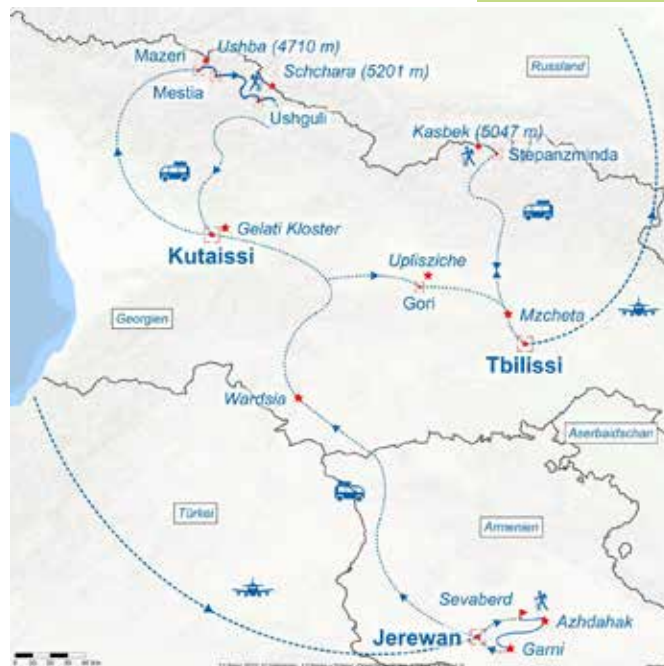 Mazeri
Ushba (4710 m)
Mestia
Schchara (5201 m)
Ushguli
Russland
Kasbek (5047 m)
Stepanzminda
Gelati Kloster
Kutaissi
Uplisziche
Gori
Mzcheta
Georgien
Tbilissi
Wardsia
Aserbaidschan
Türkei
Armenien
Sevaberd
Azhdahak
Jerewan
Garni